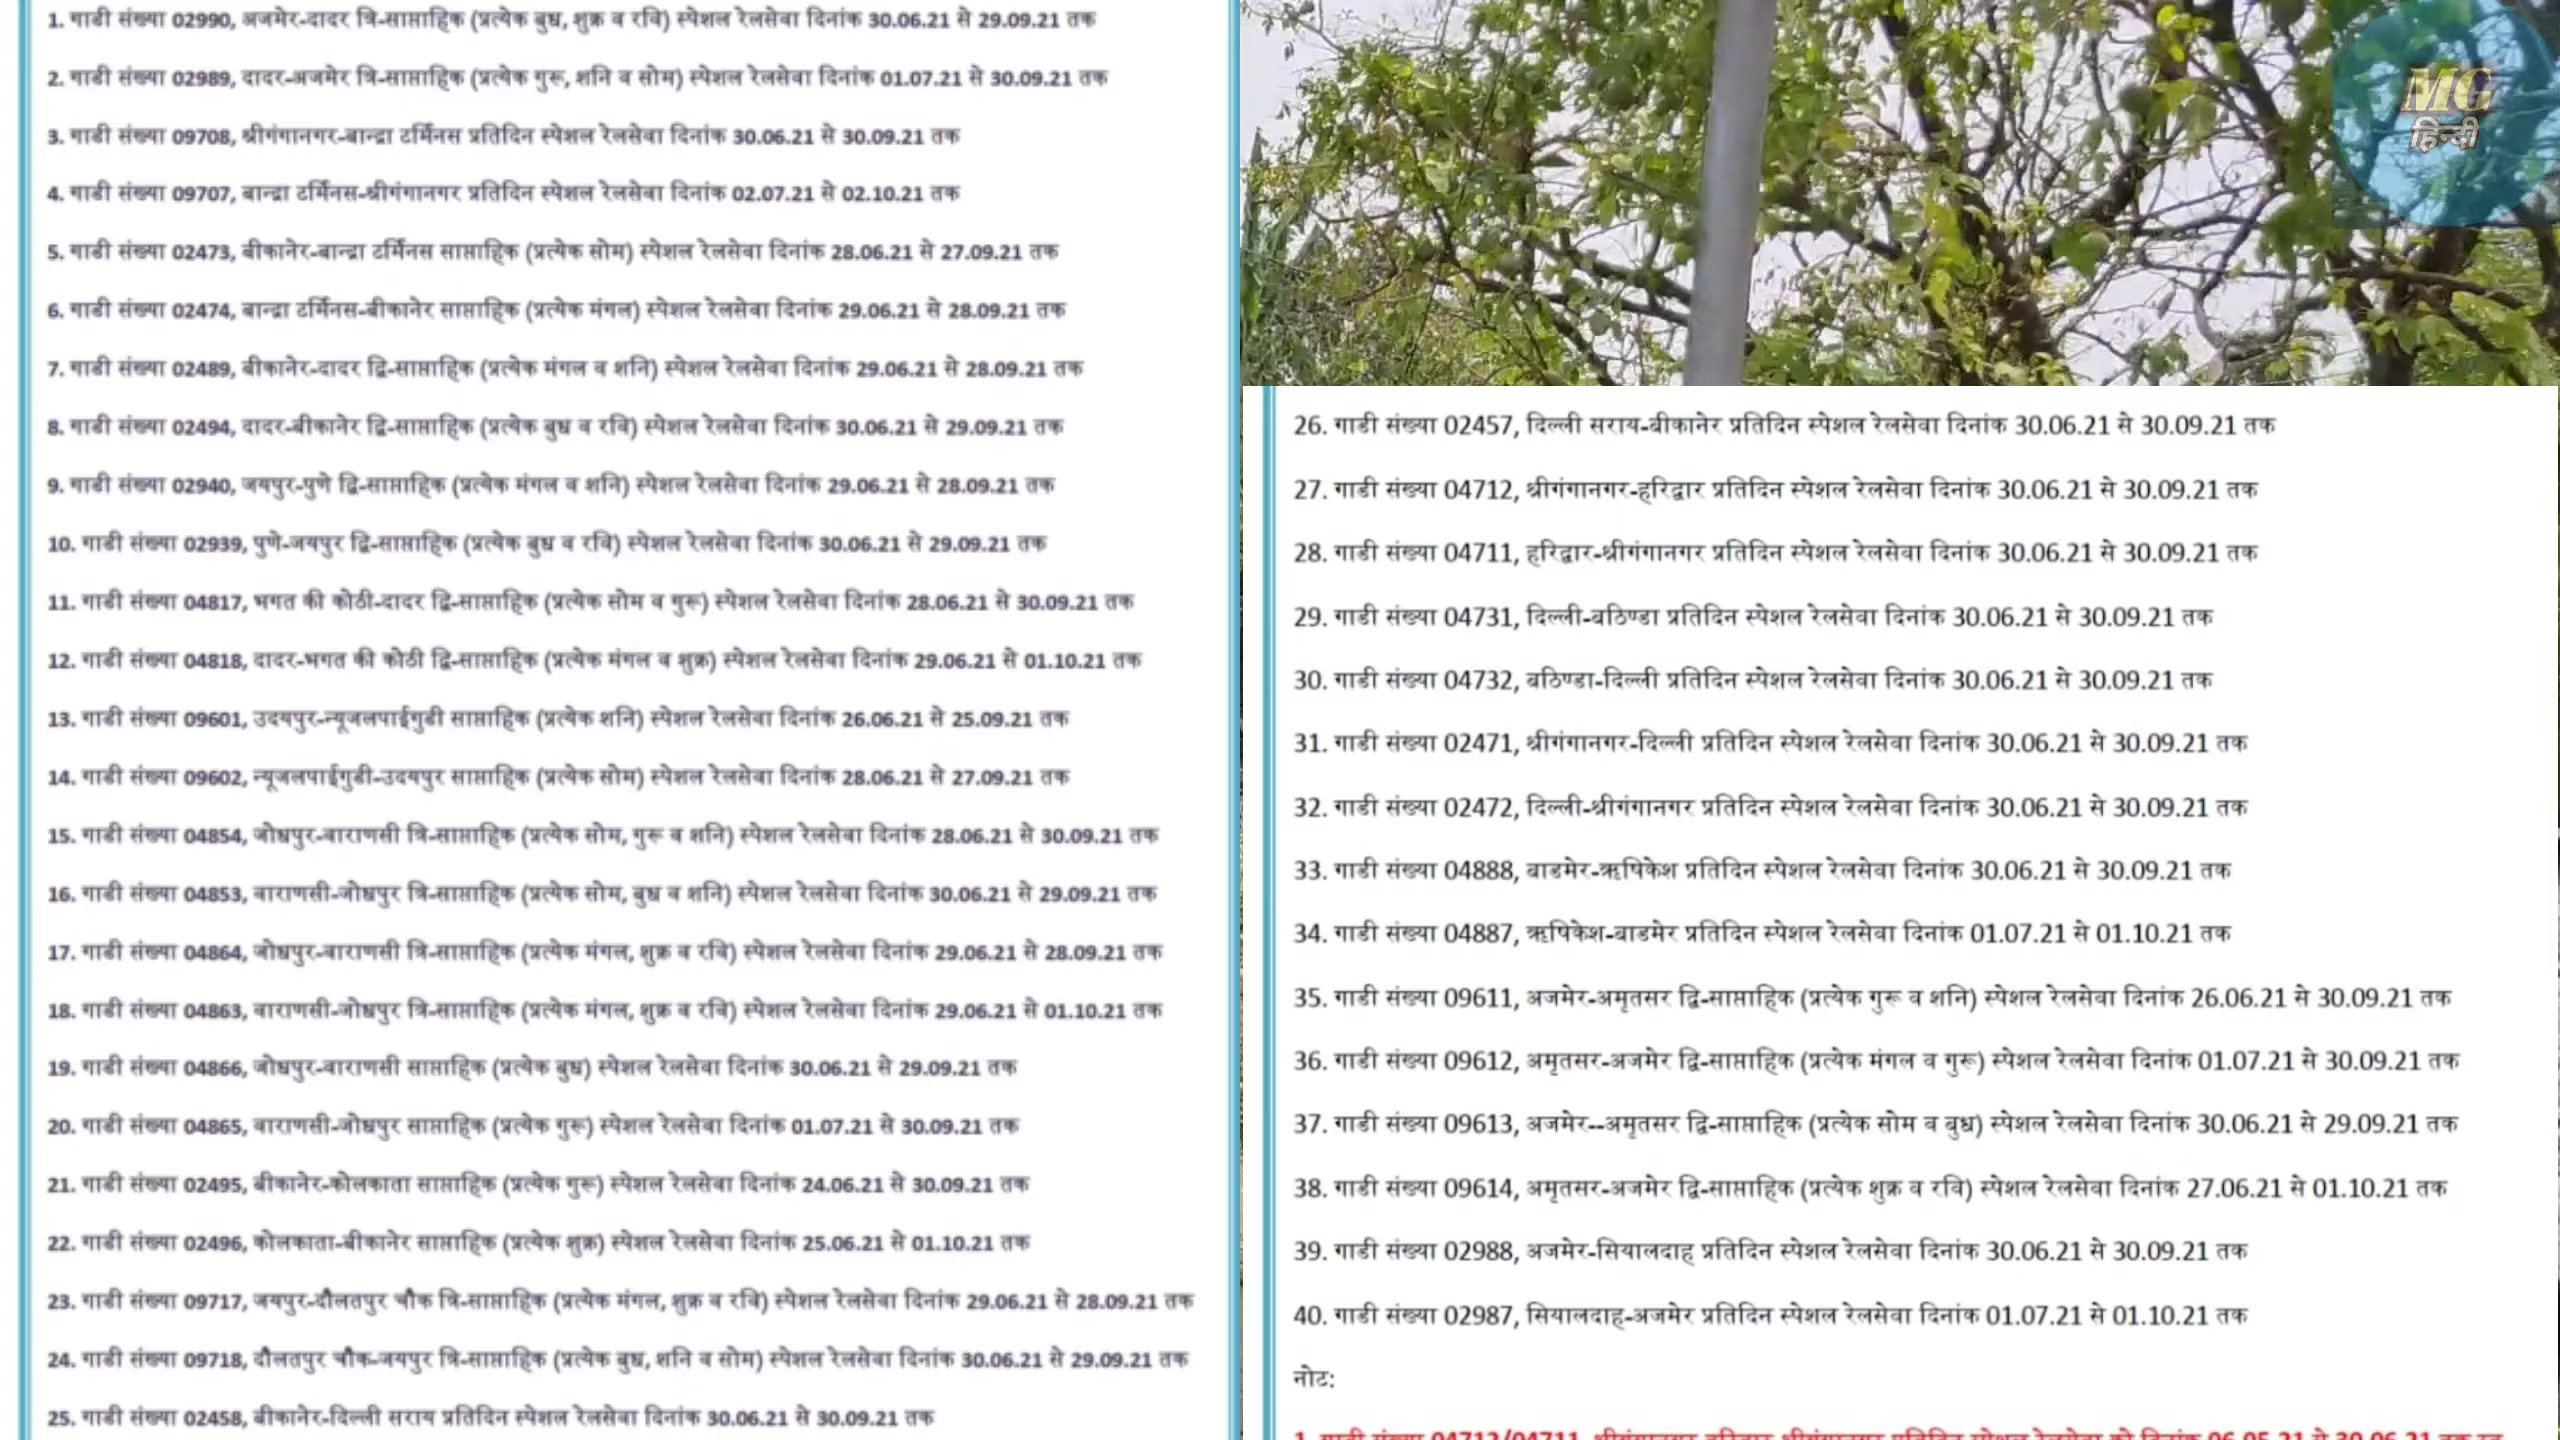 1. गाडी संख्या 02990, अजमेर-दादर त्रि-साप्ताहिक (प्रत्येक बुध, शुक्र व रवि) स्पेशल रेलसेवा दिनांक 30.06.21 से 29.09.21 तक
2. गाडी संख्या 02989, दादर-अजमेर त्रि-साप्ताहिक (प्रत्येक गुरू, शनि व सोम) स्पेशल रेलसेवा दिनांक 01.07.21 से 30.09.21 तक
3. गाडी संख्या 09708, श्रीगंगानगर-बान्द्रा टर्मिनस प्रतिदिन स्पेशल रेलसेवा दिनांक 30.06.21 से 30.09.21 तक
4. गाडी संख्या 09707, बान्द्रा टर्मिनस-श्रीगंगानगर प्रतिदिन स्पेशल रेलसेवा दिनांक 02.07.21 से 02.10.21 तक
5. गाडी संख्या 02473, बीकानेर-बान्द्रा टर्मिनस साप्ताहिक (प्रत्येक सोम) स्पेशल रेलसेवा दिनांक 28.06.21 से 27.09.21 तक
6. गाडी संख्या 02474, बान्द्रा टर्मिनस-बीकानेर साप्ताहिक (प्रत्येक मंगल) स्पेशल रेलसेवा दिनांक 29.06.21 से 28.09.21 तक
7. गाडी संख्या 02489, बीकानेर-दादर द्वि-साप्ताहिक (प्रत्येक मंगल व शनि) स्पेशल रेलसेवा दिनांक 29.06.21 से 28.09.21 तक
8. गाडी संख्या 02494, दादर-बीकानेर द्वि-साप्ताहिक (प्रत्येक बुध व रवि) स्पेशल रेलसेवा दिनांक 30.06.21 से 29.09.21 तक
9. गाडी संख्या 02940, जयपुर-पुणे द्वि-साप्ताहिक (प्रत्येक मंगल व शनि) स्पेशल रेलसेवा दिनांक 29.06.21 से 28.09.21 तक
10. गाडी संख्या 02939, पुणे-जयपुर द्वि-साप्ताहिक (प्रत्येक बुध व रवि) स्पेशल रेलसेवा दिनांक 30.06.21 से 29.09.21 तक
11. गाडी संख्या 04817, भगत की कोठी-दादर द्वि-साप्ताहिक (प्रत्येक सोम व गुरू) स्पेशल रेलसेवा दिनांक 28.06.21 से 30.09.21 तक
12. गाडी संख्या 04818, दादर-भगत की कोठी द्वि-साप्ताहिक (प्रत्येक मंगल व शुक्र) स्पेशल रेलसेवा दिनांक 29.06.21 से 01.10.21 तक
13. गाडी संख्या 09601, उदयपुर-न्यूजलपाईगुडी साप्ताहिक (प्रत्येक शनि) स्पेशल रेलसेवा दिनांक 26.06.21 से 25.09.21 तक
14. गाडी संख्या 09602, न्यूजलपाईगुडी-उदयपुर साप्ताहिक (प्रत्येक सोम) स्पेशल रेलसेवा दिनांक 28.06.21 से 27.09.21 तक
15. गाडी संख्या 04854, जोधपुर-वाराणसी त्रि-साप्ताहिक (प्रत्येक सोम, गुरू व शनि) स्पेशल रेलसेवा दिनांक 28.06.21 से 30.09.21 तक
16. गाडी संख्या 04853, वाराणसी-जोधपुर त्रि-साप्ताहिक (प्रत्येक सोम, बुध व शनि) स्पेशल रेलसेवा दिनांक 30.06.21 से 29.09.21 तक
17. गाडी संख्या 04864, जोधपुर-वाराणसी त्रि-साप्ताहिक (प्रत्येक मंगल, शुक्र व रवि) स्पेशल रेलसेवा दिनांक 29.06.21 से 28.09.21 तक
18. गाडी संख्या 04863, वाराणसी-जोधपुर त्रि-साप्ताहिक (प्रत्येक मंगल, शुक्र व रवि) स्पेशल रेलसेवा दिनांक 29.06.21 से 01.10.21 तक
19. गाडी संख्या 04866, जोधपुर-वाराणसी साप्ताहिक (प्रत्येक बुध) स्पेशल रेलसेवा दिनांक 30.06.21 से 29.09.21 तक
20. गाडी संख्या 04865, वाराणसी-जोधपुर साप्ताहिक (प्रत्येक गुरू) स्पेशल रेलसेवा दिनांक 01.07.21 से 30.09.21 तक
21. गाडी संख्या 02495, बीकानेर-कोलकाता साप्ताहिक (प्रत्येक गुरू) स्पेशल रेलसेवा दिनांक 24.06.21 से 30.09.21 तक
22. गाडी संख्या 02496, कोलकाता-बीकानेर साप्ताहिक (प्रत्येक शुक्र) स्पेशल रेलसेवा दिनांक 25.06.21 से 01.10.21 तक
23. गाडी संख्या 09717, जयपुर-दौलतपुर चौक त्रि-साप्ताहिक (प्रत्येक मंगल, शुक्र व रवि) स्पेशल रेलसेवा दिनांक 29.06.21 से 28.09.21 तक
24. गाडी संख्या 09718, दौलतपुर चौक-जयपुर त्रि-साप्ताहिक (प्रत्येक बुध, शनि व सोम) स्पेशल रेलसेवा दिनांक 30.06.21 से 29.09.21 तक
25. गाडी संख्या 02458, बीकानेर-दिल्ली सराय प्रतिदिन स्पेशल रेलसेवा दिनांक 30.06.21 से 30.09.21 तक
MG
हिन्दी
26. गाडी संख्या 02457, दिल्ली सराय-बीकानेर प्रतिदिन स्पेशल रेलसेवा दिनांक 30.06.21 से 30.09.21 तक
27. गाडी संख्या 04712, श्रीगंगानगर-हरिद्वार प्रतिदिन स्पेशल रेलसेवा दिनांक 30.06.21 से 30.09.21 तक
28. गाडी संख्या 04711, हरिद्वार-श्रीगंगानगर प्रतिदिन स्पेशल रेलसेवा दिनांक 30.06.21 से 30.09.21 तक
29. गाडी संख्या 04731, दिल्ली-बठिण्डा प्रतिदिन स्पेशल रेलसेवा दिनांक 30.06.21 से 30.09.21 तक
30. गाडी संख्या 04732, बठिण्डा-दिल्ली प्रतिदिन स्पेशल रेलसेवा दिनांक 30.06.21 से 30.09.21 तक
31. गाडी संख्या 02471, श्रीगंगानगर-दिल्ली प्रतिदिन स्पेशल रेलसेवा दिनांक 30.06.21 से 30.09.21 तक
32. गाडी संख्या 02472, दिल्ली-श्रीगंगानगर प्रतिदिन स्पेशल रेलसेवा दिनांक 30.06.21 से 30.09.21 तक
33. गाडी संख्या 04888, बाडमेर-ऋषिकेश प्रतिदिन स्पेशल रेलसेवा दिनांक 30.06.21 से 30.09.21 तक
34. गाडी संख्या 04887, ऋषिकेश-बाडमेर प्रतिदिन स्पेशल रेलसेवा दिनांक 01.07.21 से 01.10.21 तक
35. गाडी संख्या 09611, अजमेर-अमृतसर द्वि-साप्ताहिक (प्रत्येक गुरू व शनि) स्पेशल रेलसेवा दिनांक 26.06.21 से 30.09.21 तक
36. गाडी संख्या 09612, अमृतसर-अजमेर द्वि-साप्ताहिक (प्रत्येक मंगल व गुरू) स्पेशल रेलसेवा दिनांक 01.07.21 से 30.09.21 तक
37. गाडी संख्या 09613, अजमेर--अमृतसर द्वि-साप्ताहिक (प्रत्येक सोम व बुध) स्पेशल रेलसेवा दिनांक 30.06.21 से 29.09.21 तक
38. गाडी संख्या 09614, अमृतसर-अजमेर द्वि-साप्ताहिक (प्रत्येक शुक्र व रवि) स्पेशल रेलसेवा दिनांक 27.06.21 से 01.10.21 तक
39. गाडी संख्या 02988, अजमेर-सियालदाह प्रतिदिन स्पेशल रेलसेवा दिनांक 30.06.21 से 30.09.21 तक
40. गाडी संख्या 02987, सियालदाह-अजमेर प्रतिदिन स्पेशल रेलसेवा दिनांक 01.07.21 से 01.10.21 तक
नोट: